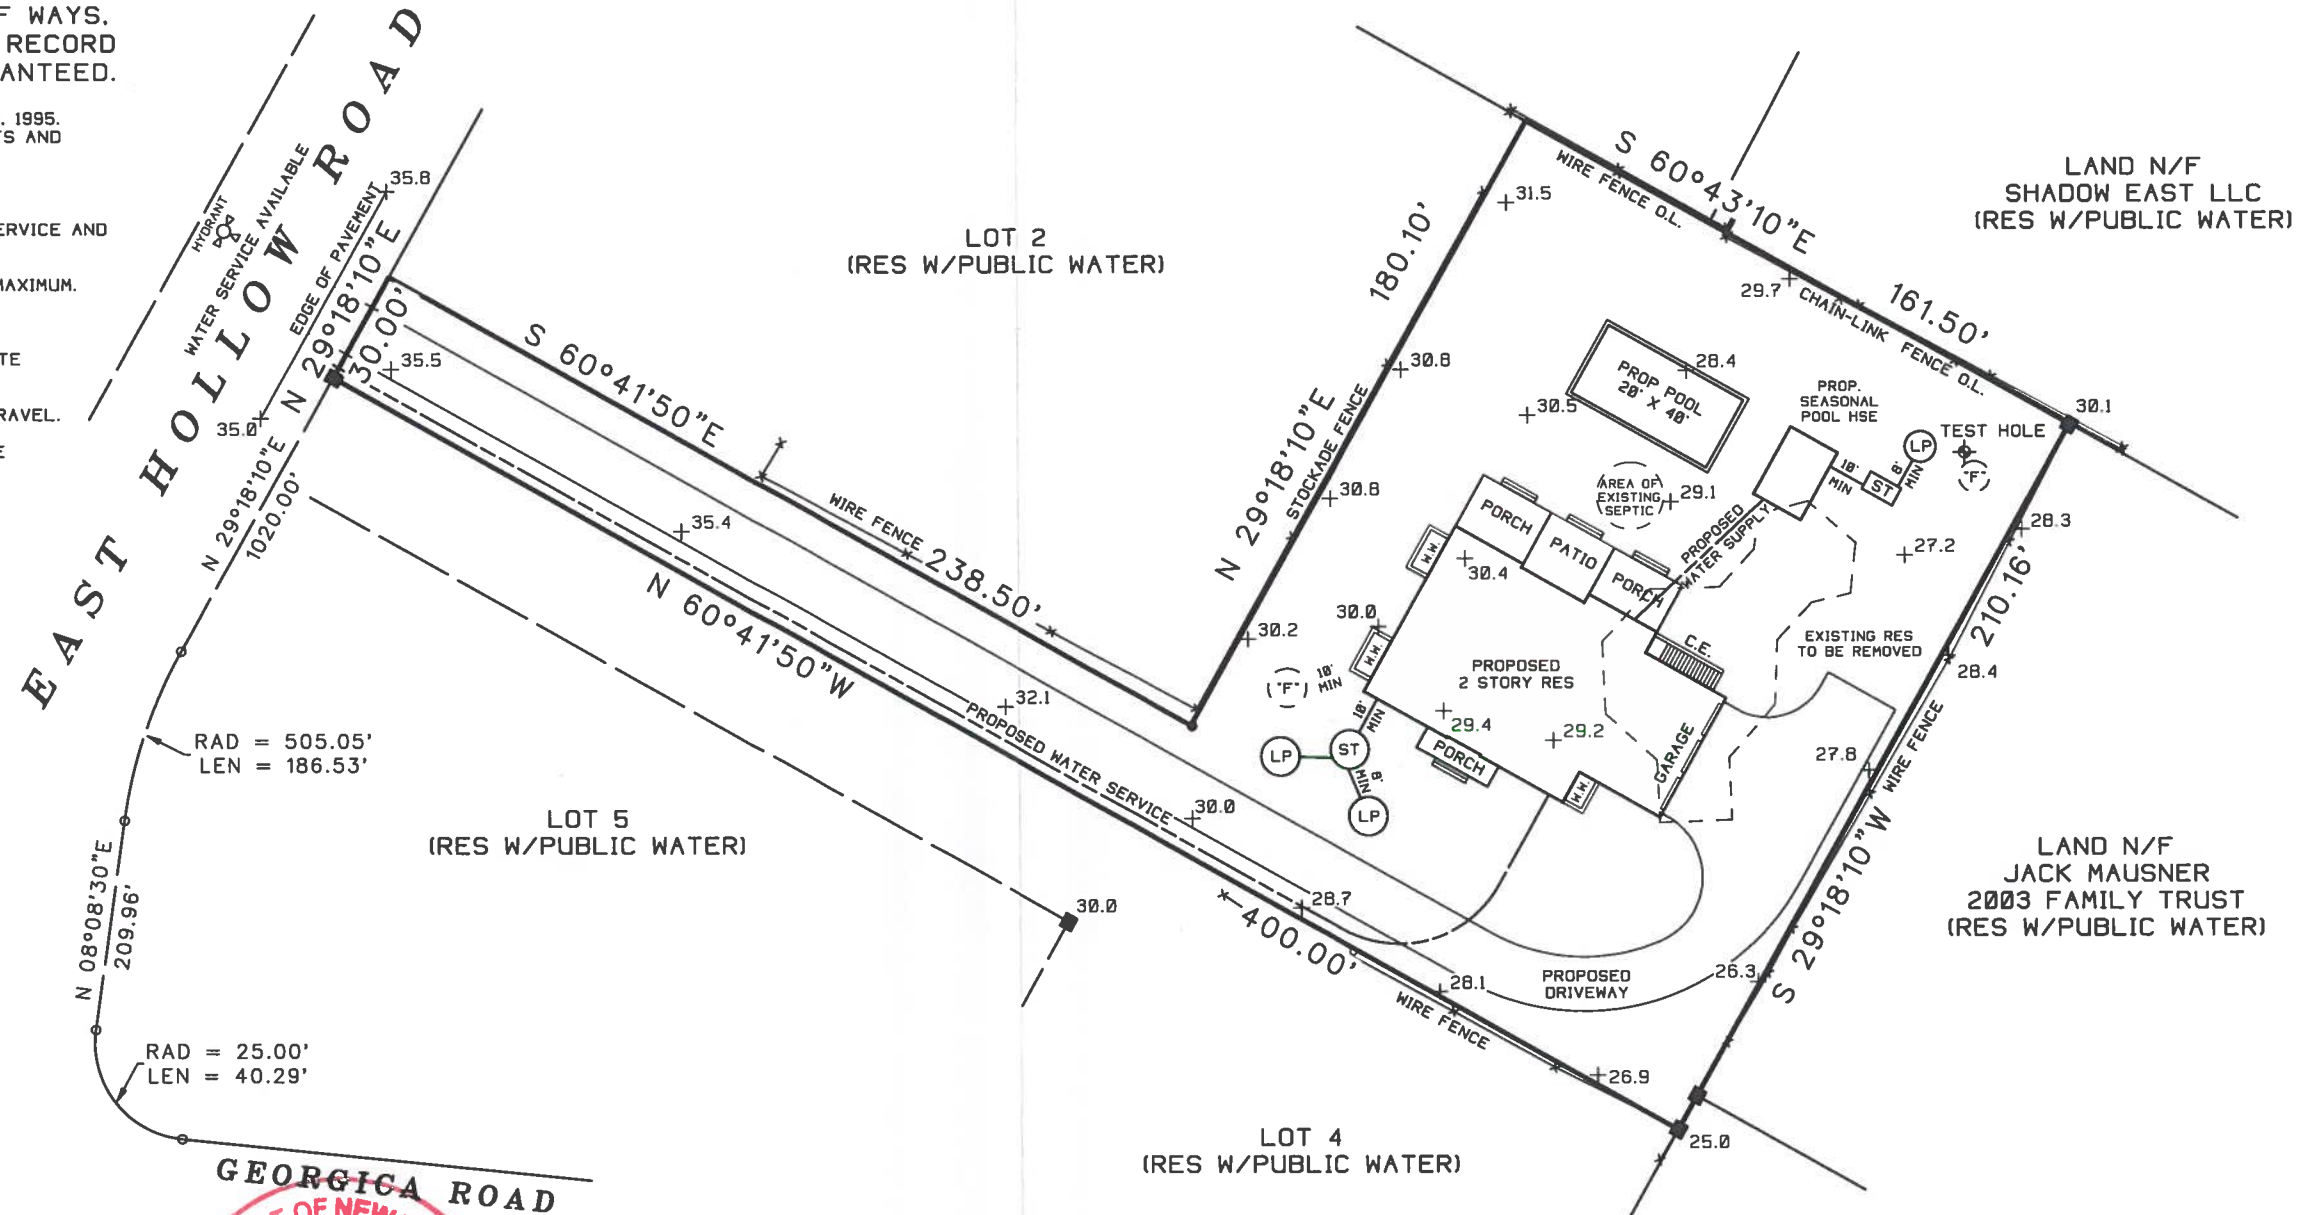 F WAYS,
RECORD
ANTEED.
. 1995.
TS AND
ERVICE AND
MAXIMUM.
TE
RAVEL.
E
EAST HOLLOW ROAD
HYDRANT
WATER SERVICE AVAILABLE
EDGE OF PAVEMENT
35.8
N 29°18'10"E
30.00'
35.5
35.0
N 29°18'10"E
1020.00'
RAD = 505.05'
LEN = 186.53'
N 08°08'30"E
209.96'
RAD = 25.00'
LEN = 40.29'
GEORGICA ROAD
OF NEW
LOT 2
(RES W/PUBLIC WATER)
S 60°41'50"E
WIRE FENCE
238.50'
35.4
N 60°41'50"W
32.1
PROPOSED WATER SERVICE
30.0
28.7
400.00'
28.1
WIRE FENCE
26.9
25.0
LOT 5
(RES W/PUBLIC WATER)
30.0
LOT 4
(RES W/PUBLIC WATER)
180.10'
N 29°18'10"E
STOCKADE FENCE
31.5
30.8
30.8
30.2
S 60°43'10"E
WIRE FENCE O.L.
29.7
CHAIN-LINK FENCE O.L.
161.50'
LAND N/F
SHADOW EAST LLC
(RES W/PUBLIC WATER)
30.1
28.4
PROP POOL
20' X 40'
30.5
PROP.
SEASONAL
POOL HSE
TEST HOLE
LP
"F"
10'
MIN
ST
8'
MIN
AREA OF
EXISTING
SEPTIC
29.1
PROPOSED
WATER SUPPLY
27.2
28.3
210.16'
PORCH
PATIO
PORCH
W.W.
30.4
30.0
W.W.
C.E.
EXISTING RES
TO BE REMOVED
28.4
PROPOSED
2 STORY RES
"F"
10'
MIN
10'
MIN
LP
ST
8'
MIN
LP
29.4
29.2
PORCH
W.W.
GARAGE
27.8
WIRE FENCE
S 29°18'10"W
26.3
PROPOSED
DRIVEWAY
LAND N/F
JACK MAUSNER
2003 FAMILY TRUST
(RES W/PUBLIC WATER)